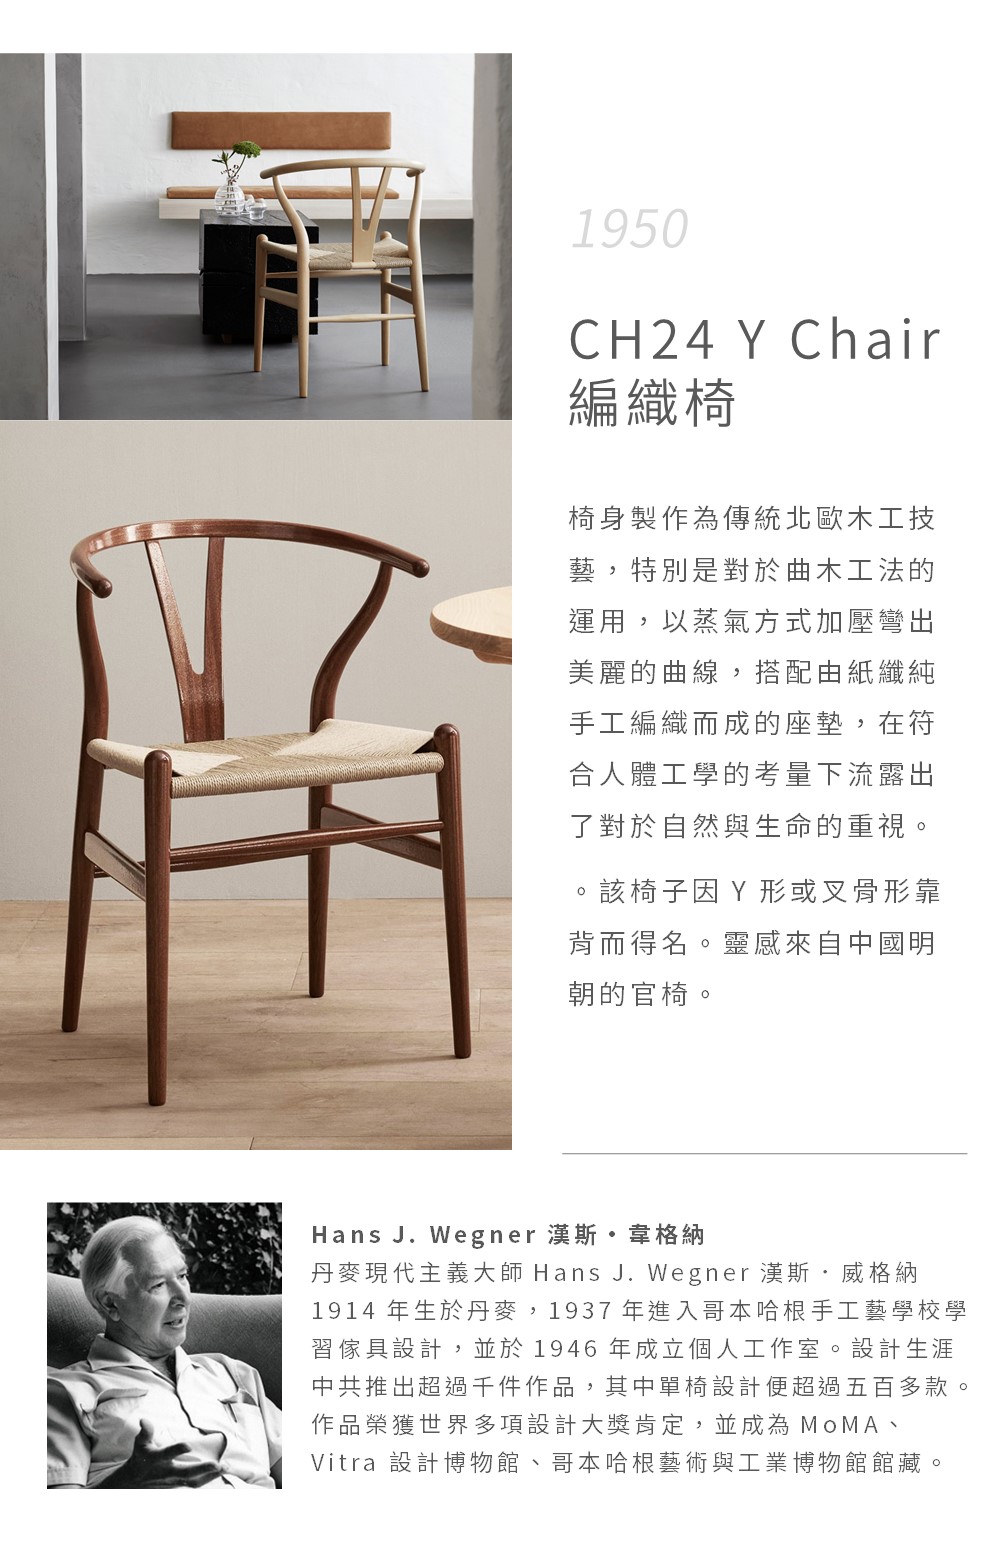 1950
CH24 Y Chair
編織椅
椅身製作為傳統北歐木工技
藝，特別是對於曲木工法的
運用，以蒸氣方式加壓彎出
美麗的曲線，搭配由紙纖純
手工編織而成的座墊，在符
合人體工學的考量下流露出
了對於自然與生命的重視。
。該椅子因 Y 形或叉骨形靠
背而得名。靈感來自中國明
朝的官椅。
Hans J. Wegner 漢斯・韋格納
丹麥現代主義大師 Hans J. Wegner 漢斯．威格納
1914 年生於丹麥，1937 年進入哥本哈根手工藝學校學
習傢具設計，並於 1946 年成立個人工作室。設計生涯
中共推出超過千件作品，其中單椅設計便超過五百多款。
作品榮獲世界多項設計大獎肯定，並成為 MoMA、
Vitra 設計博物館、哥本哈根藝術與工業博物館館藏。